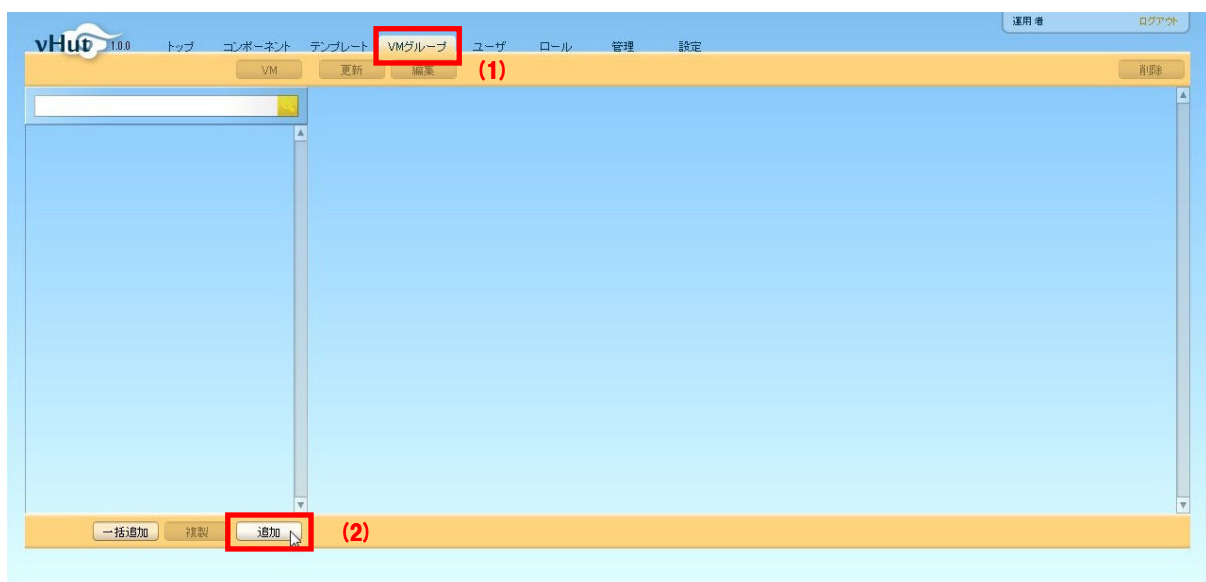 運用 者 ログアウト
νHut 1.0.0 トップ コンポーネント テンプレート VMグループ ユーザ ロール 管理 設定
VM 更新 編集 (1) 削除
一括追加 複製 追加 (2)